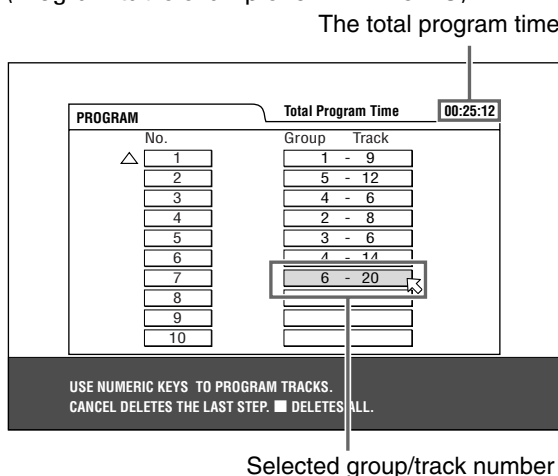 The total program time
PROGRAM Total Program Time 00:25:12
No. Group Track
1 1 - 9
2 5 - 12
3 4 - 6
4 2 - 8
5 3 - 6
6 4 - 14
7 6 - 20
8
9
10
USE NUMERIC KEYS TO PROGRAM TRACKS.
CANCEL DELETES THE LAST STEP. ■ DELETES ALL.
Selected group/track number